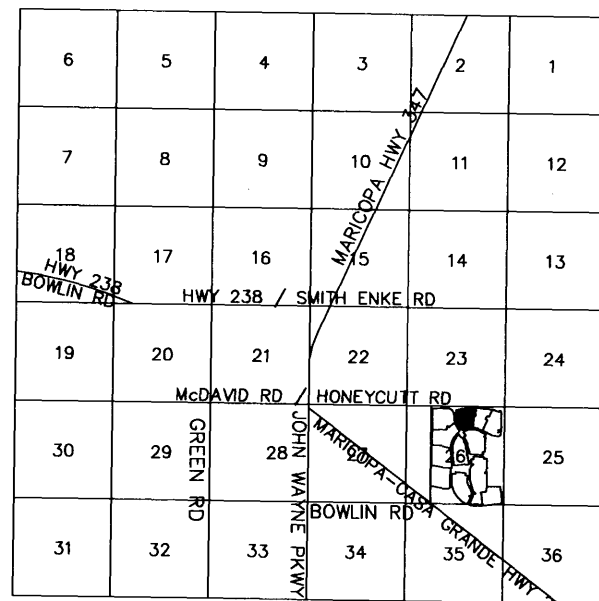 6 5 4 3 2 1
7 8 9 10 11 12
MARICOPA HWY 347
18 17 16 15 14 13
HWY 238
BOWLIN RD
HWY 238 / SMITH ENKE RD
19 20 21 22 23 24
McDAVID RD / HONEYCUTT RD
30 29 28 27 26 25
GREEN RD
JOHN WAYNE PKWY
MARICOPA-CASA GRANDE HWY
BOWLIN RD
31 32 33 34 35 36